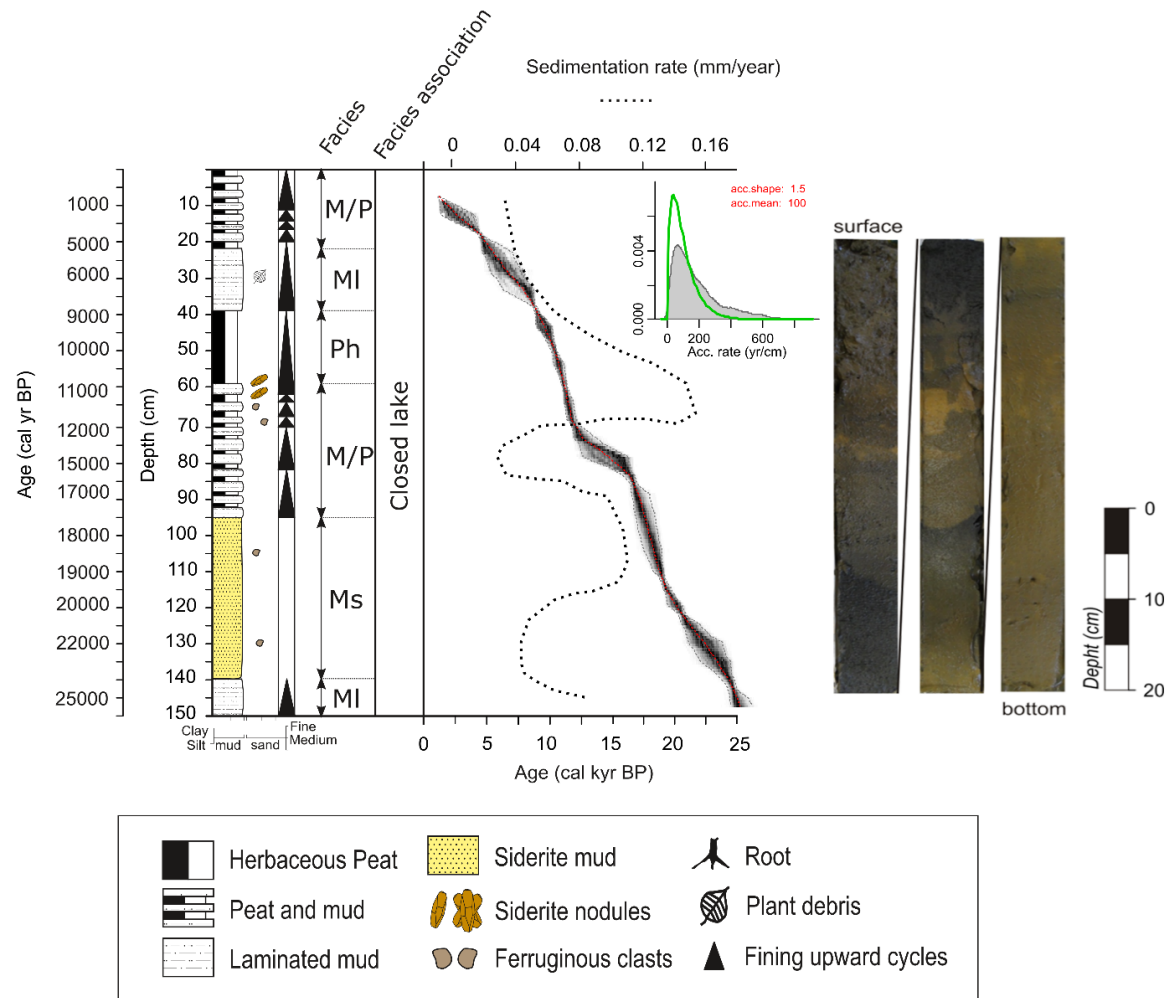 Sedimentation rate (mm/year)
0 0.04 0.08 0.12 0.16
Facies
Facies association
Age (cal yr BP)
1000
5000
6000
9000
10000
11000
12000
15000
17000
18000
19000
20000
22000
25000
Depth (cm)
10
20
30
40
50
60
70
80
90
100
110
120
130
140
150
M/P
Ml
Ph
M/P
Ms
Ml
Closed lake
acc.shape: 1.5
acc.mean: 100
0.004
0.000
0 200 600
Acc. rate (yr/cm)
surface
bottom
Depht (cm)
0
10
20
Clay
Silt
mud
sand
Fine
Medium
0 5 10 15 20 25
Age (cal kyr BP)
Herbaceous Peat
Siderite mud
Root
Peat and mud
Siderite nodules
Plant debris
Laminated mud
Ferruginous clasts
Fining upward cycles